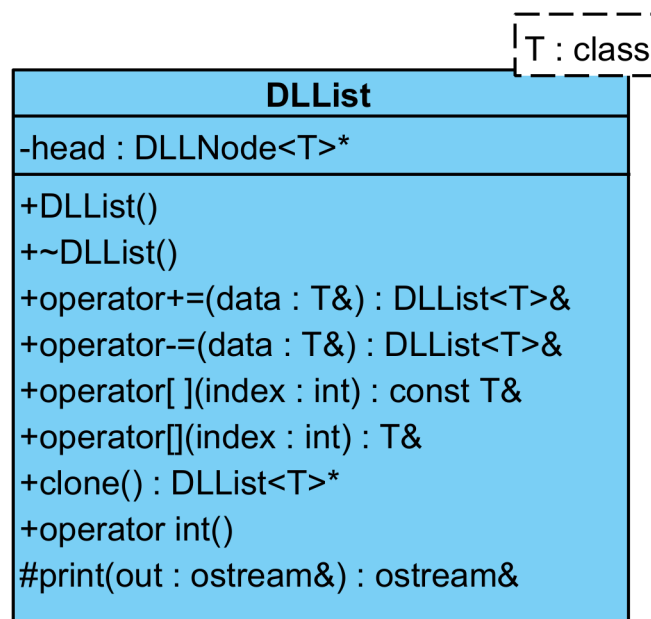 T : class
DLList
-head : DLLNode<T>*
+DLList()
+~DLList()
+operator+=(data : T&) : DLList<T>&
+operator-=(data : T&) : DLList<T>&
+operator[ ](index : int) : const T&
+operator[](index : int) : T&
+clone() : DLList<T>*
+operator int()
#print(out : ostream&) : ostream&